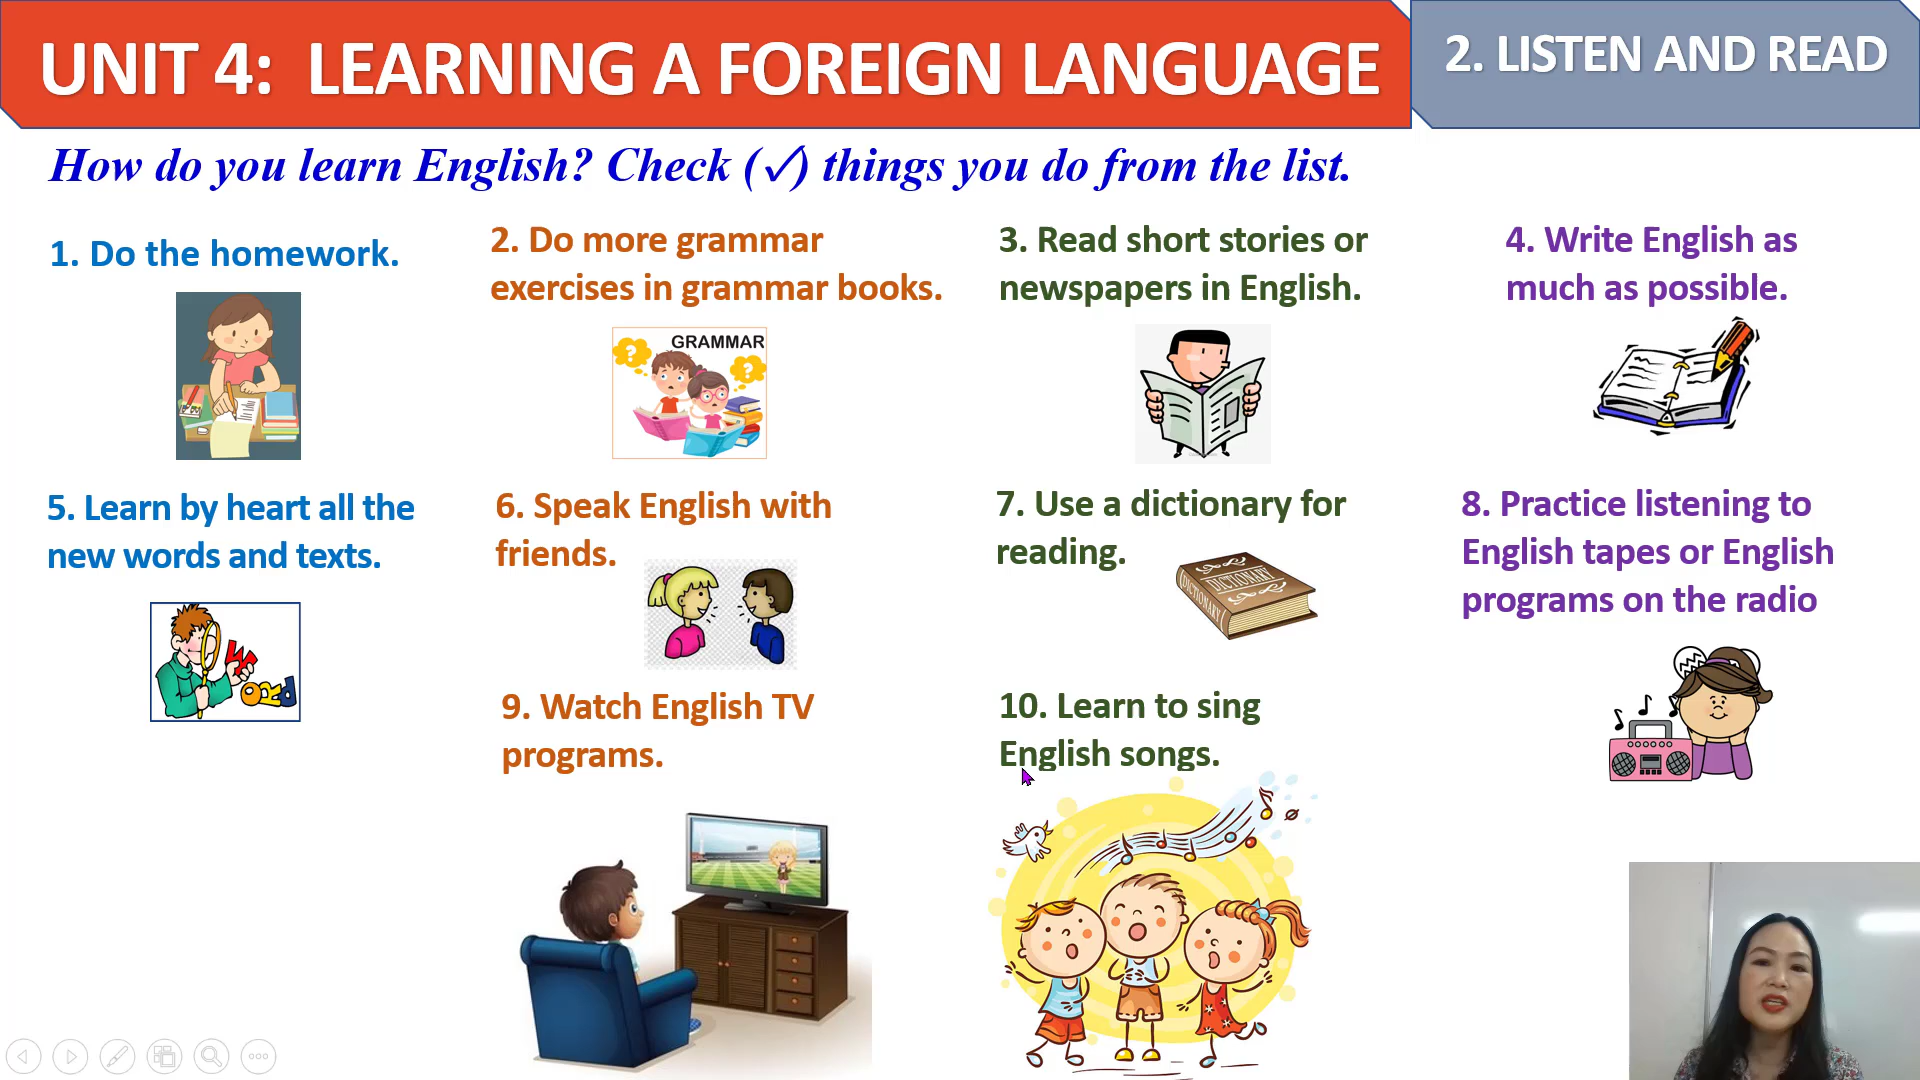 UNIT 4: LEARNING A FOREIGN LANGUAGE
2. LISTEN AND READ
How do you learn English? Check (✓) things you do from the list.
1. Do the homework.
2. Do more grammar
exercises in grammar books.
GRAMMAR
? ?
3. Read short stories or
newspapers in English.
4. Write English as
much as possible.
5. Learn by heart all the
new words and texts.
WORD
6. Speak English with
friends.
7. Use a dictionary for
reading.
DICTIONARY
DICTIONARY
8. Practice listening to
English tapes or English
programs on the radio
9. Watch English TV
programs.
10. Learn to sing
English songs.